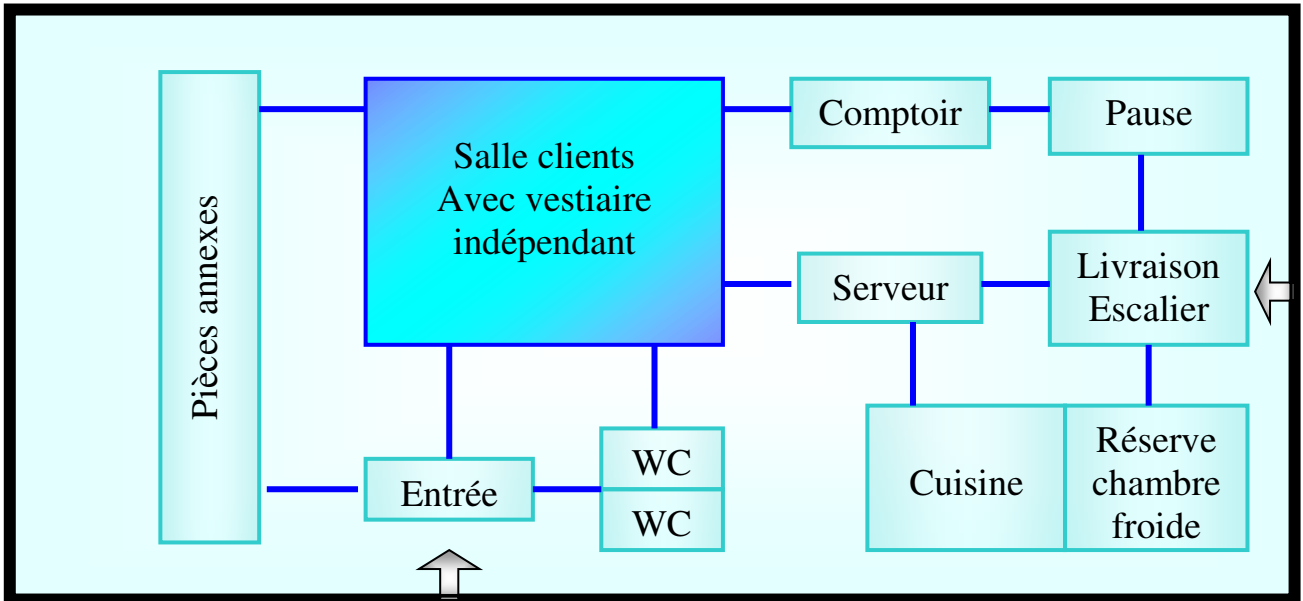 Pièces annexes
Salle clients
Avec vestiaire
indépendant
Comptoir
Pause
Serveur
Livraison
Escalier
Entrée
WC
WC
Cuisine
Réserve
chambre
froide